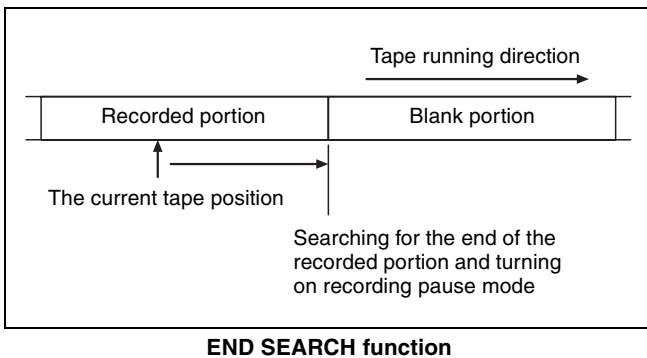 Tape running direction
Recorded portion
Blank portion
The current tape position
Searching for the end of the
recorded portion and turning
on recording pause mode
END SEARCH function